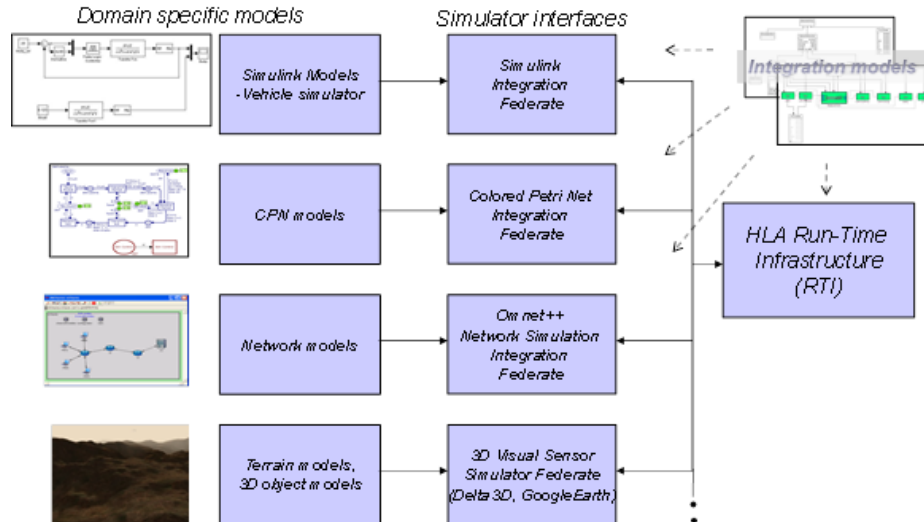 Domain specific models
Simulator interfaces
Simulink Models
-Vehicle simulator
Simulink
Integration
Federate
Integration models
CPN models
Colored Petri Net
Integration
Federate
HLA Run-Time
Infrastructure
(RTI)
Network models
Omnet++
Network Simulation
Integration
Federate
Terrain models,
3D object models
3D Visual Sensor
Simulator Federate
(Delta3D, GoogleEarth)